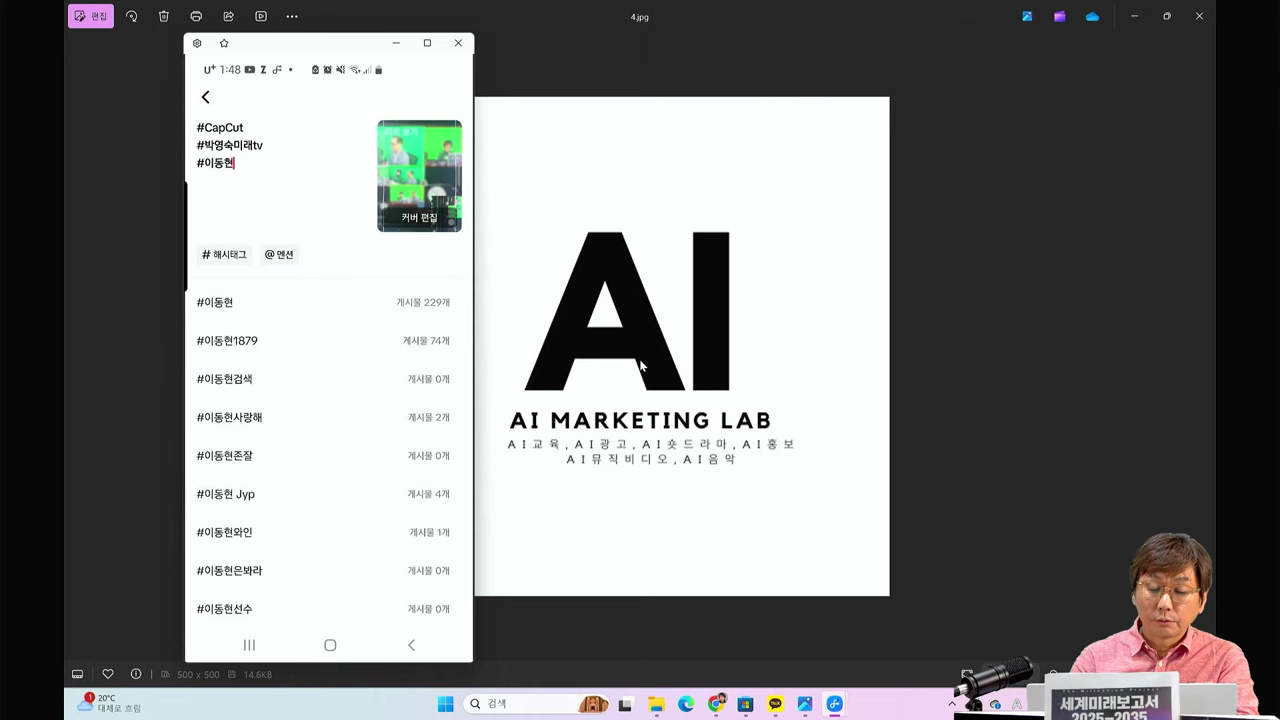 편집
4.jpg
U+ 1:48
#CapCut
#박영숙미래tv
#이동현
커버 편집
# 해시태그
@ 멘션
#이동현 게시물 229개
#이동현1879 게시물 74개
#이동현검색 게시물 0개
#이동현사랑해 게시물 2개
#이동현존잘 게시물 0개
#이동현 Jyp 게시물 4개
#이동현와인 게시물 1개
#이동현은봐라 게시물 0개
#이동현선수 게시물 0개
AI
AI MARKETING LAB
AI교육,AI광고,AI숏드라마,AI홍보
AI뮤직비디오,AI음악
500 x 500
14.6KB
1
20°C
대체로 흐림
검색
The Millennium Project
세계미래보고서
2025-2035